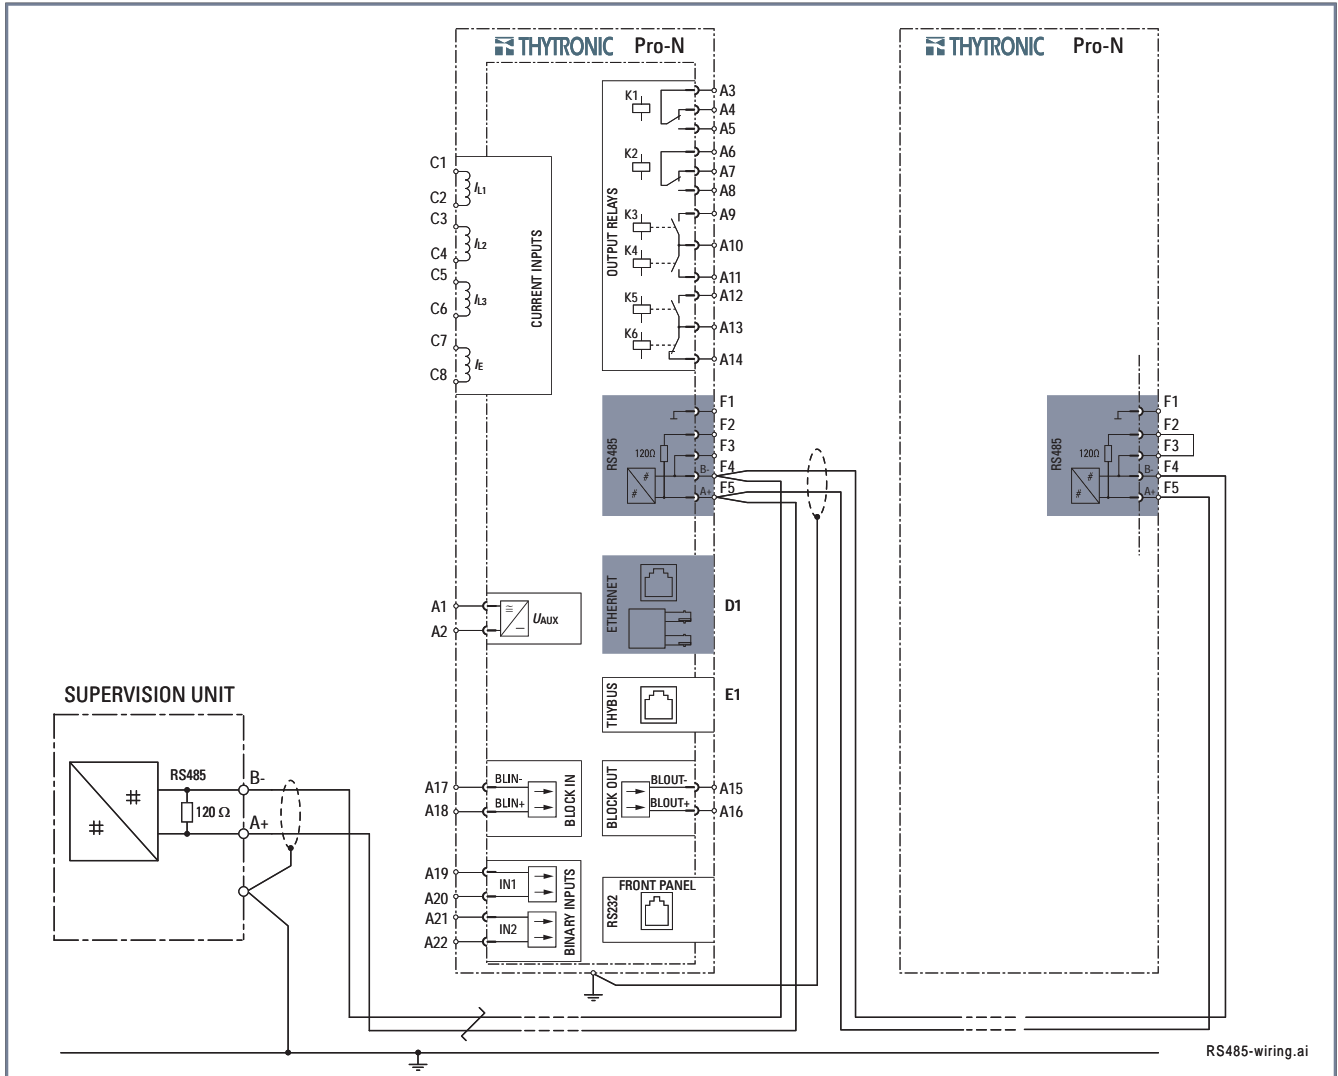 THYTRONIC Pro-N
THYTRONIC Pro-N
K1
A3
A4
A5
K2
A6
A7
A8
K3
A9
K4
A10
A11
K5
A12
K6
A13
A14
OUTPUT RELAYS
C1
C2
IL1
C3
C4
IL2
C5
C6
IL3
C7
C8
IE
CURRENT INPUTS
RS485
120Ω
#
#
B-
A+
F1
F2
F3
F4
F5
RS485
120Ω
#
#
B-
A+
F1
F2
F3
F4
F5
ETHERNET
D1
A1
A2
≅
UAUX
THYBUS
E1
SUPERVISION UNIT
RS485
120 Ω
#
#
B-
A+
A17
A18
BLIN-
BLIN+
BLOCK IN
BLOCK OUT
BLOUT-
BLOUT+
A15
A16
A19
A20
IN1
A21
A22
IN2
BINARY INPUTS
FRONT PANEL
RS232
RS485-wiring.ai